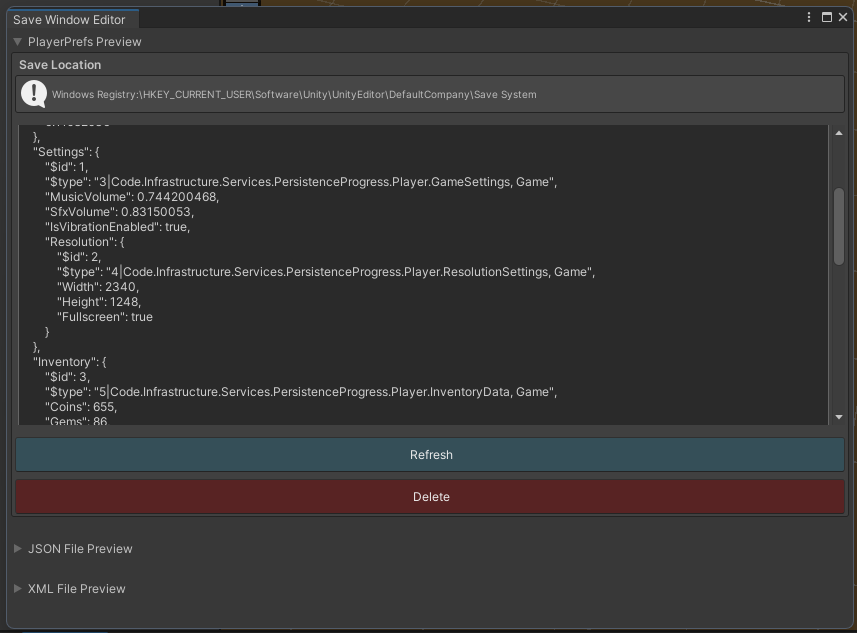 Save Window Editor
PlayerPrefs Preview
Save Location
Windows Registry:\HKEY_CURRENT_USER\Software\Unity\UnityEditor\DefaultCompany\Save System
},
"Settings": {
"$id": 1,
"$type": "3|Code.Infrastructure.Services.PersistenceProgress.Player.GameSettings, Game",
"MusicVolume": 0.744200468,
"SfxVolume": 0.83150053,
"IsVibrationEnabled": true,
"Resolution": {
"$id": 2,
"$type": "4|Code.Infrastructure.Services.PersistenceProgress.Player.ResolutionSettings, Game",
"Width": 2340,
"Height": 1248,
"Fullscreen": true
}
},
"Inventory": {
"$id": 3,
"$type": "5|Code.Infrastructure.Services.PersistenceProgress.Player.InventoryData, Game",
"Coins": 655,
"Gems": 86,
Refresh
Delete
JSON File Preview
XML File Preview